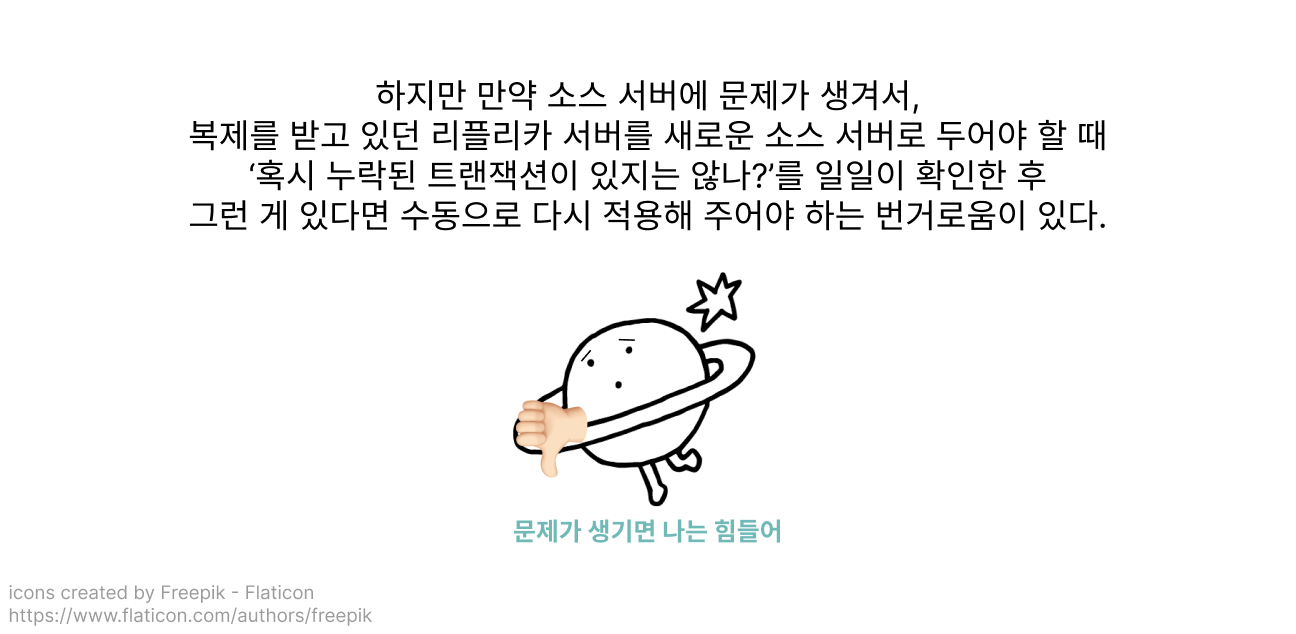 하지만 만약 소스 서버에 문제가 생겨서,
복제를 받고 있던 리플리카 서버를 새로운 소스 서버로 두어야 할 때
‘혹시 누락된 트랜잭션이 있지는 않나?’를 일일이 확인한 후
그런 게 있다면 수동으로 다시 적용해 주어야 하는 번거로움이 있다.
문제가 생기면 나는 힘들어
icons created by Freepik - Flaticon
https://www.flaticon.com/authors/freepik